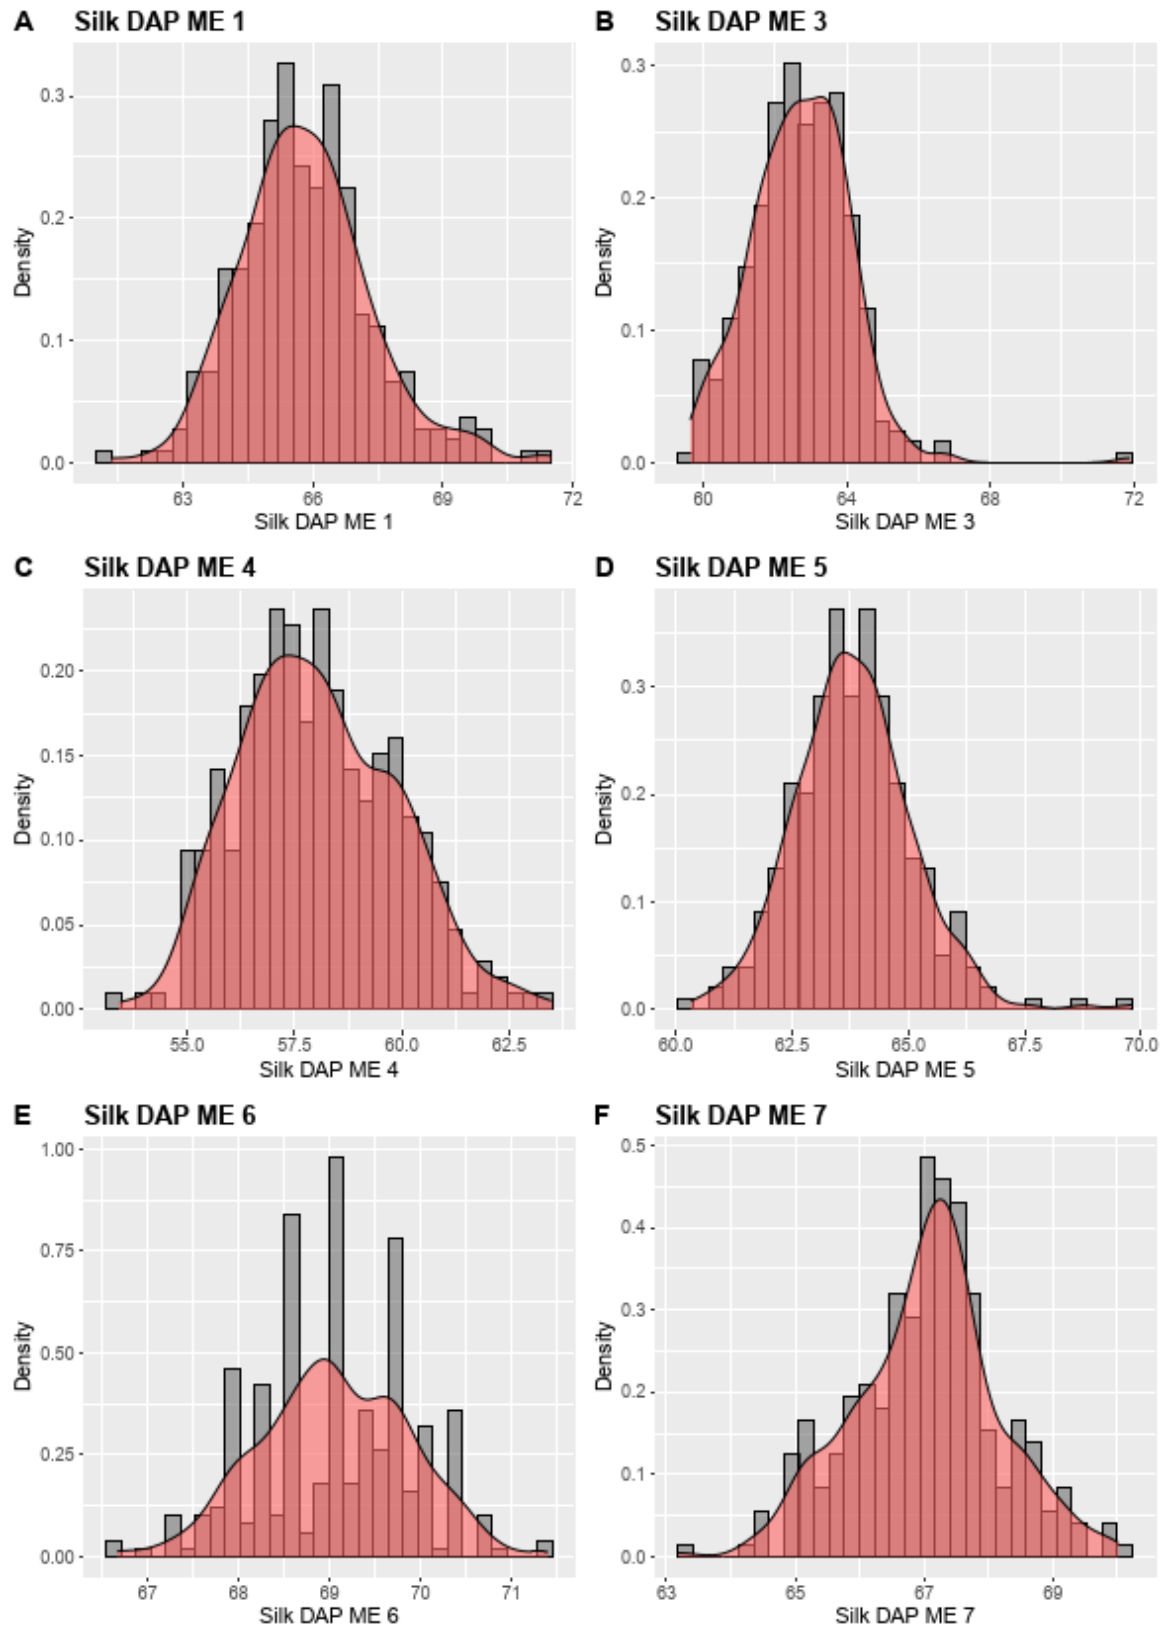 A Silk DAP ME 1
Density
0.3
0.2
0.1
0.0
63 66 69 72
Silk DAP ME 1
B Silk DAP ME 3
Density
0.3
0.2
0.1
0.0
60 64 68 72
Silk DAP ME 3
C Silk DAP ME 4
Density
0.20
0.15
0.10
0.05
0.00
55.0 57.5 60.0 62.5
Silk DAP ME 4
D Silk DAP ME 5
Density
0.3
0.2
0.1
0.0
60.0 62.5 65.0 67.5 70.0
Silk DAP ME 5
E Silk DAP ME 6
Density
1.00
0.75
0.50
0.25
0.00
67 68 69 70 71
Silk DAP ME 6
F Silk DAP ME 7
Density
0.5
0.4
0.3
0.2
0.1
0.0
63 65 67 69
Silk DAP ME 7